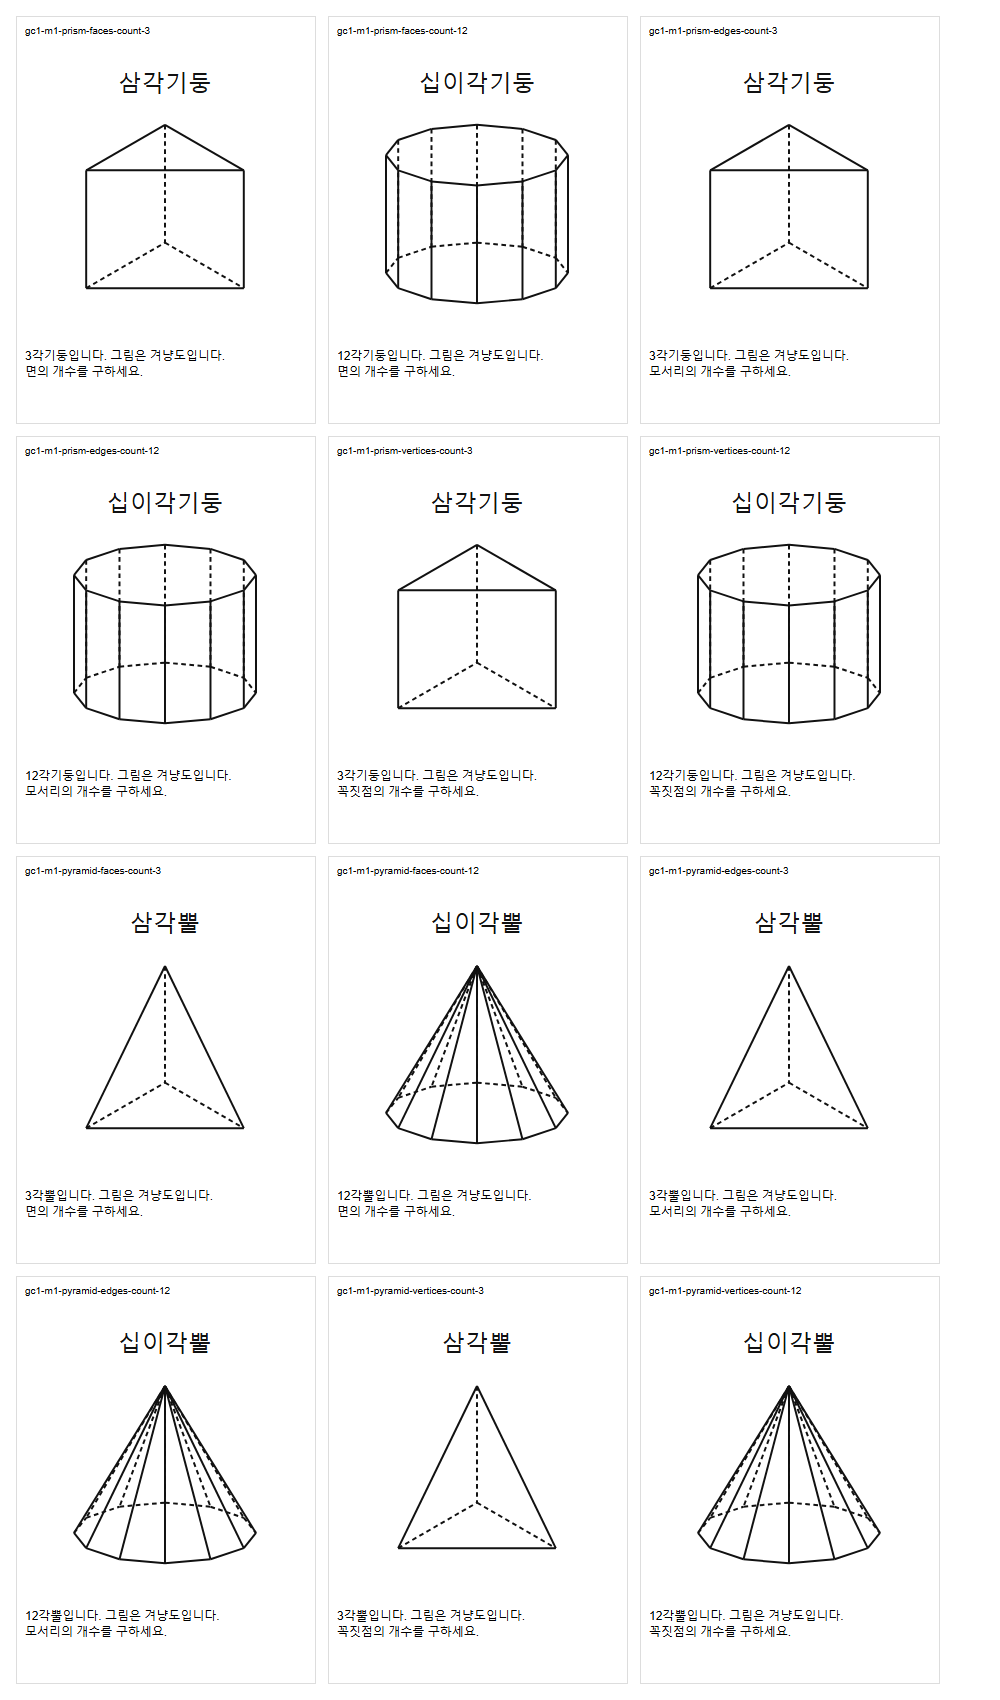 gc1-m1-prism-faces-count-3
삼각기둥
3각기둥입니다. 그림은 겨냥도입니다.
면의 개수를 구하세요.
gc1-m1-prism-faces-count-12
십이각기둥
12각기둥입니다. 그림은 겨냥도입니다.
면의 개수를 구하세요.
gc1-m1-prism-edges-count-3
삼각기둥
3각기둥입니다. 그림은 겨냥도입니다.
모서리의 개수를 구하세요.
gc1-m1-prism-edges-count-12
십이각기둥
12각기둥입니다. 그림은 겨냥도입니다.
모서리의 개수를 구하세요.
gc1-m1-prism-vertices-count-3
삼각기둥
3각기둥입니다. 그림은 겨냥도입니다.
꼭짓점의 개수를 구하세요.
gc1-m1-prism-vertices-count-12
십이각기둥
12각기둥입니다. 그림은 겨냥도입니다.
꼭짓점의 개수를 구하세요.
gc1-m1-pyramid-faces-count-3
삼각뿔
3각뿔입니다. 그림은 겨냥도입니다.
면의 개수를 구하세요.
gc1-m1-pyramid-faces-count-12
십이각뿔
12각뿔입니다. 그림은 겨냥도입니다.
면의 개수를 구하세요.
gc1-m1-pyramid-edges-count-3
삼각뿔
3각뿔입니다. 그림은 겨냥도입니다.
모서리의 개수를 구하세요.
gc1-m1-pyramid-edges-count-12
십이각뿔
12각뿔입니다. 그림은 겨냥도입니다.
모서리의 개수를 구하세요.
gc1-m1-pyramid-vertices-count-3
삼각뿔
3각뿔입니다. 그림은 겨냥도입니다.
꼭짓점의 개수를 구하세요.
gc1-m1-pyramid-vertices-count-12
십이각뿔
12각뿔입니다. 그림은 겨냥도입니다.
꼭짓점의 개수를 구하세요.